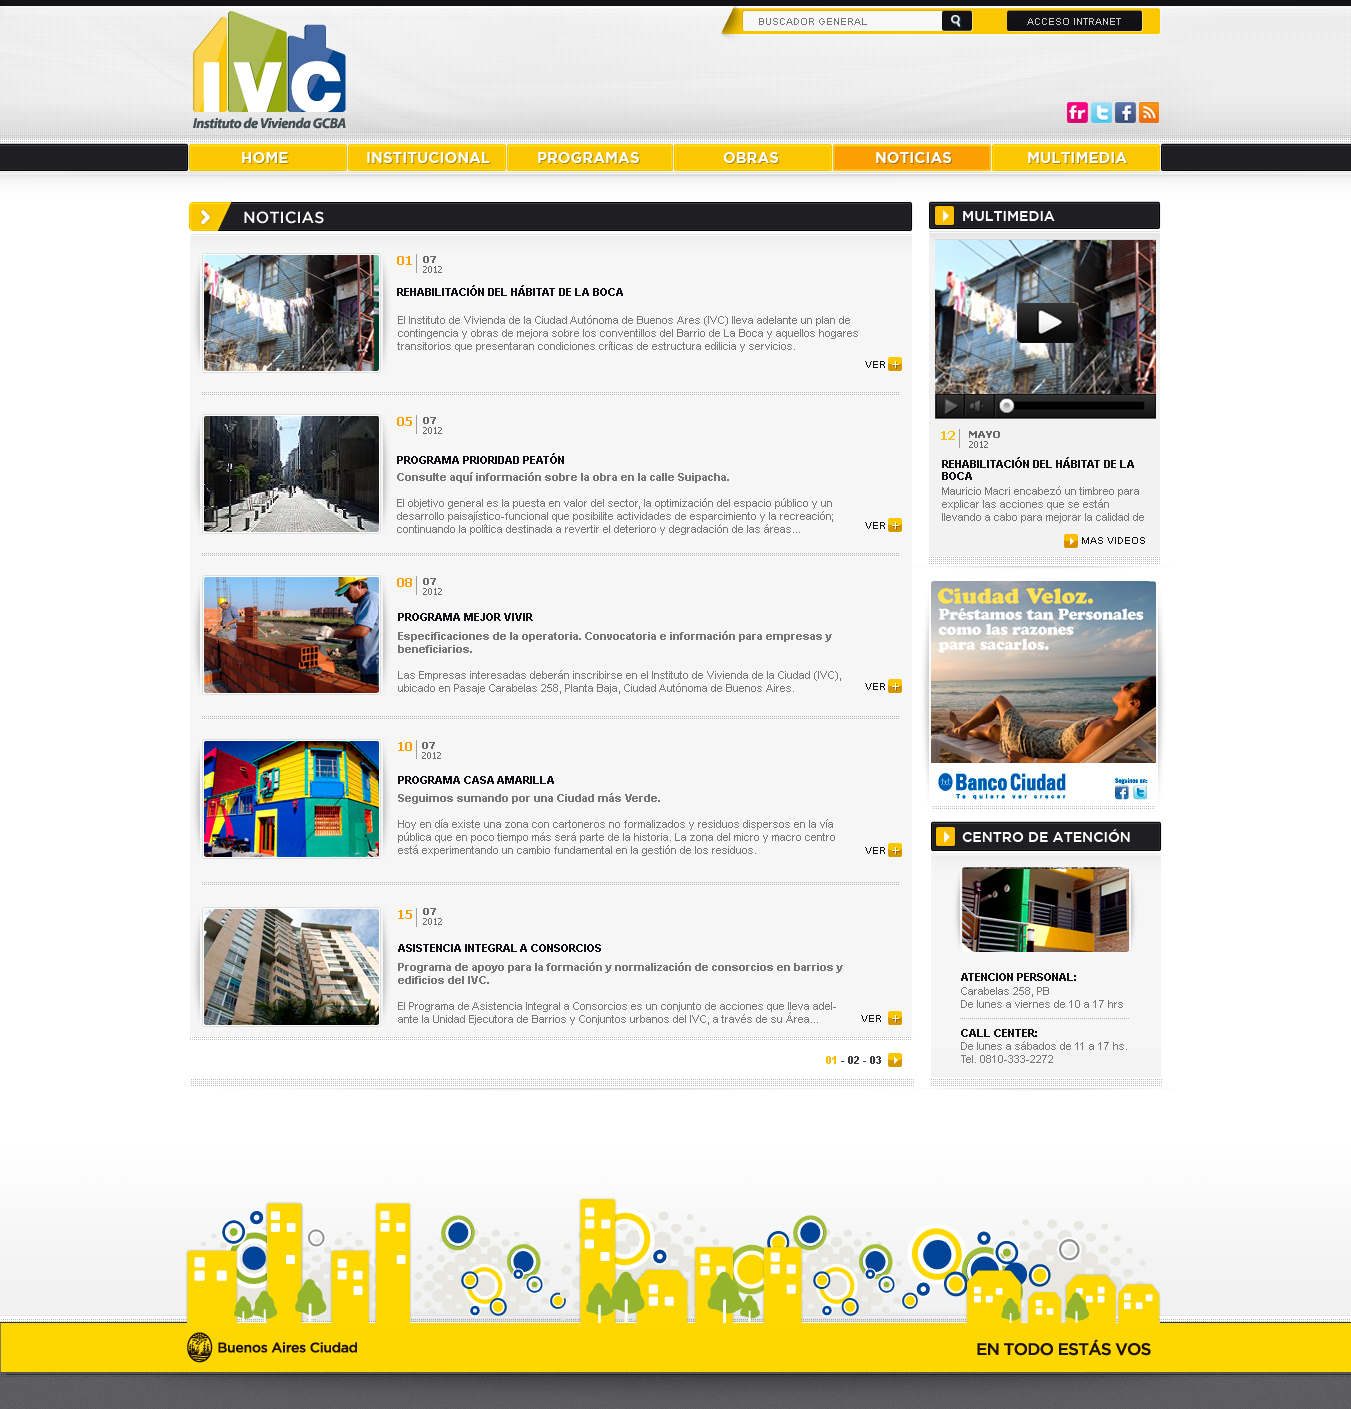 BUSCADOR GENERAL
ACCESO INTRANET
IVC
Instituto de Vivienda GCBA
fr
HOME
INSTITUCIONAL
PROGRAMAS
OBRAS
NOTICIAS
MULTIMEDIA
NOTICIAS
01 07
2012
REHABILITACIÓN DEL HÁBITAT DE LA BOCA
El Instituto de Vivienda de la Ciudad Autónoma de Buenos Ares (IVC) lleva adelante un plan de
contingencia y obras de mejora sobre los conventillos del Barrio de La Boca y aquellos hogares
transitorios que presentaran condiciones críticas de estructura edilicia y servicios.
VER
05 07
2012
PROGRAMA PRIORIDAD PEATÓN
Consulte aquí información sobre la obra en la calle Suipacha.
El objetivo general es la puesta en valor del sector, la optimización del espacio público y un
desarrollo paisajístico-funcional que posibilite actividades de esparcimiento y la recreación;
continuando la política destinada a revertir el deterioro y degradación de las áreas...
VER
08 07
2012
PROGRAMA MEJOR VIVIR
Especificaciones de la operatoria. Convocatoria e información para empresas y
beneficiarios.
Las Empresas interesadas deberán inscribirse en el Instituto de Vivienda de la Ciudad (IVC),
ubicado en Pasaje Carabelas 258, Planta Baja, Ciudad Autónoma de Buenos Aires.
VER
10 07
2012
PROGRAMA CASA AMARILLA
Seguimos sumando por una Ciudad más Verde.
Hoy en día existe una zona con cartoneros no formalizados y residuos dispersos en la vía
pública que en poco tiempo más será parte de la historia. La zona del micro y macro centro
está experimentando un cambio fundamental en la gestión de los residuos.
VER
15 07
2012
ASISTENCIA INTEGRAL A CONSORCIOS
Programa de apoyo para la formación y normalización de consorcios en barrios y
edificios del IVC.
El Programa de Asistencia Integral a Consorcios es un conjunto de acciones que lleva adel-
ante la Unidad Ejecutora de Barrios y Conjuntos urbanos del IVC, a través de su Área...
VER
01 - 02 - 03
MULTIMEDIA
12 MAYO
2012
REHABILITACIÓN DEL HÁBITAT DE LA
BOCA
Mauricio Macri encabezó un timbreo para
explicar las acciones que se están
llevando a cabo para mejorar la calidad de
MAS VIDEOS
Ciudad Veloz.
Préstamos tan Personales
como las razones
para sacarlos.
Banco Ciudad
Te quiere ver crecer
Seguinos en:
CENTRO DE ATENCIÓN
ATENCION PERSONAL:
Carabelas 258, PB
De lunes a viernes de 10 a 17 hrs
CALL CENTER:
De lunes a sábados de 11 a 17 hs.
Tel. 0810-333-2272
Buenos Aires Ciudad
EN TODO ESTÁS VOS